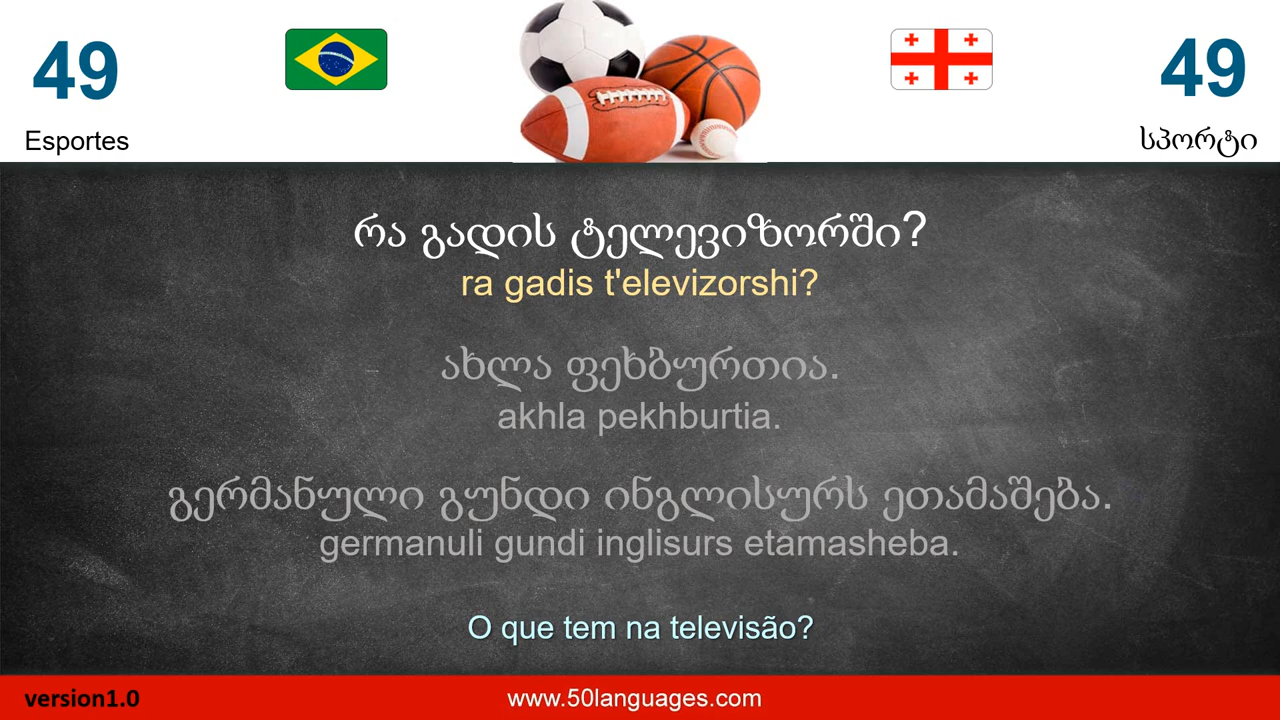 49
49
Esportes
სპორტი
რა გადის ტელევიზორში?
ra gadis t'elevizorshi?
ახლა ფეხბურთია.
akhla pekhburtia.
გერმანული გუნდი ინგლისურს ეთამაშება.
germanuli gundi inglisurs etamasheba.
O que tem na televisão?
version1.0
www.50languages.com